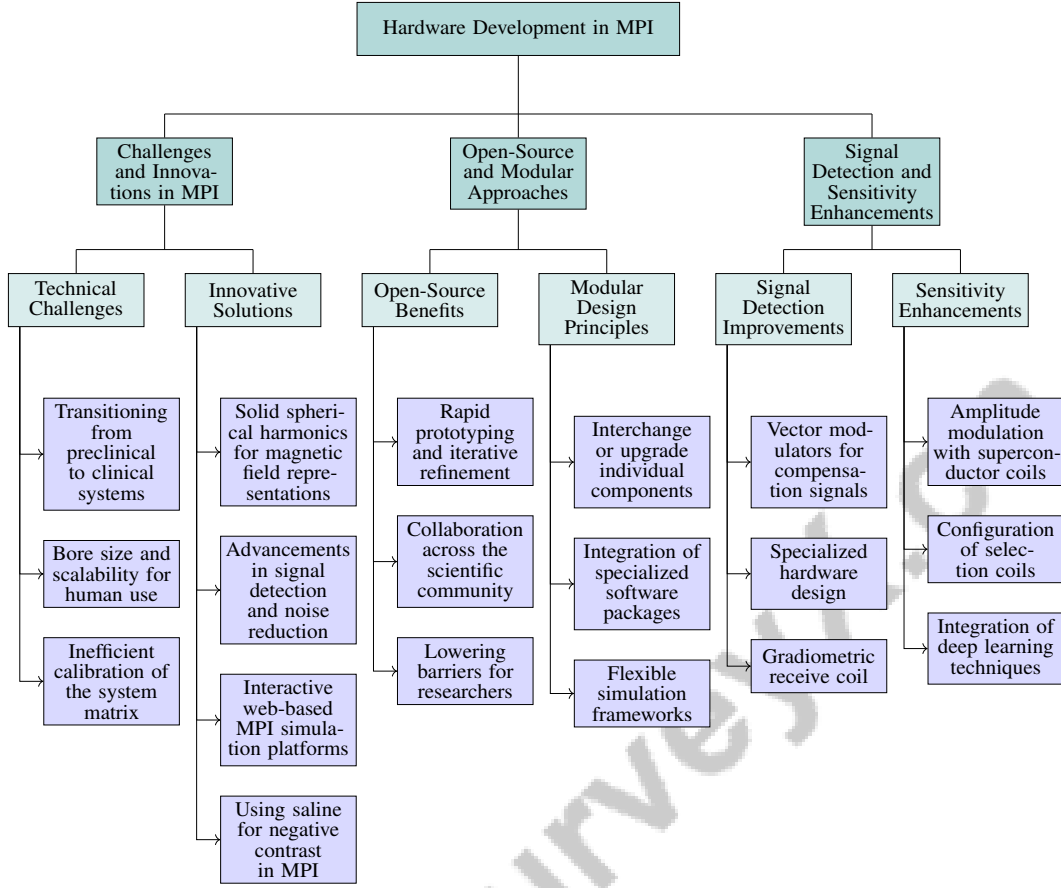 Hardware Development in MPI
Challenges
and Innova-
tions in MPI
Open-Source
and Modular
Approaches
Signal
Detection and
Sensitivity
Enhancements
Technical
Challenges
Innovative
Solutions
Open-Source
Benefits
Modular
Design
Principles
Signal
Detection
Improvements
Sensitivity
Enhancements
Transitioning
from
preclinical
to clinical
systems
Bore size and
scalability for
human use
Inefficient
calibration of
the system
matrix
Solid spheri-
cal harmonics
for magnetic
field repre-
sentations
Advancements
in signal
detection
and noise
reduction
Interactive
web-based
MPI simu-
lation platforms
Using saline
for negative
contrast
in MPI
Rapid
prototyping
and iterative
refinement
Collaboration
across the
scientific
community
Lowering
barriers for
researchers
Interchange
or upgrade
individual
components
Integration of
specialized
software
packages
Flexible
simulation
frameworks
Vector mod-
ulators for
compensa-
tion signals
Specialized
hardware
design
Gradiometric
receive coil
Amplitude
modulation
with supercon-
ductor coils
Configuration
of selec-
tion coils
Integration of
deep learning
techniques